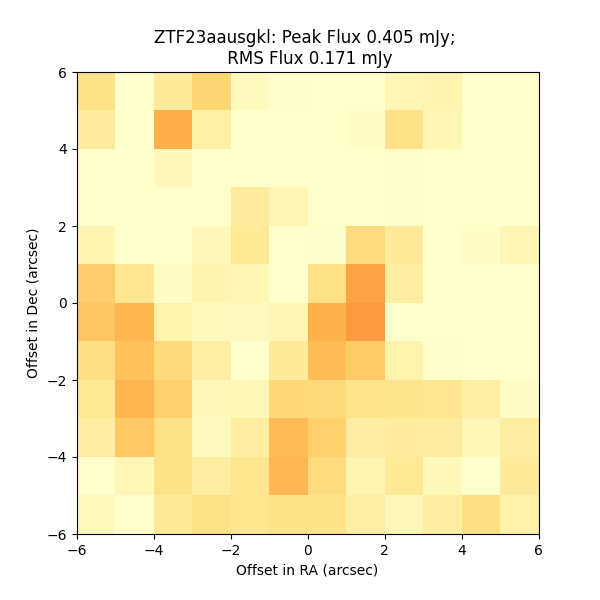 ZTF23aausgkl: Peak Flux 0.405 mJy;
RMS Flux 0.171 mJy
6
4
2
0
−2
−4
−6
Offset in Dec (arcsec)
−6 −4 −2 0 2 4 6
Offset in RA (arcsec)